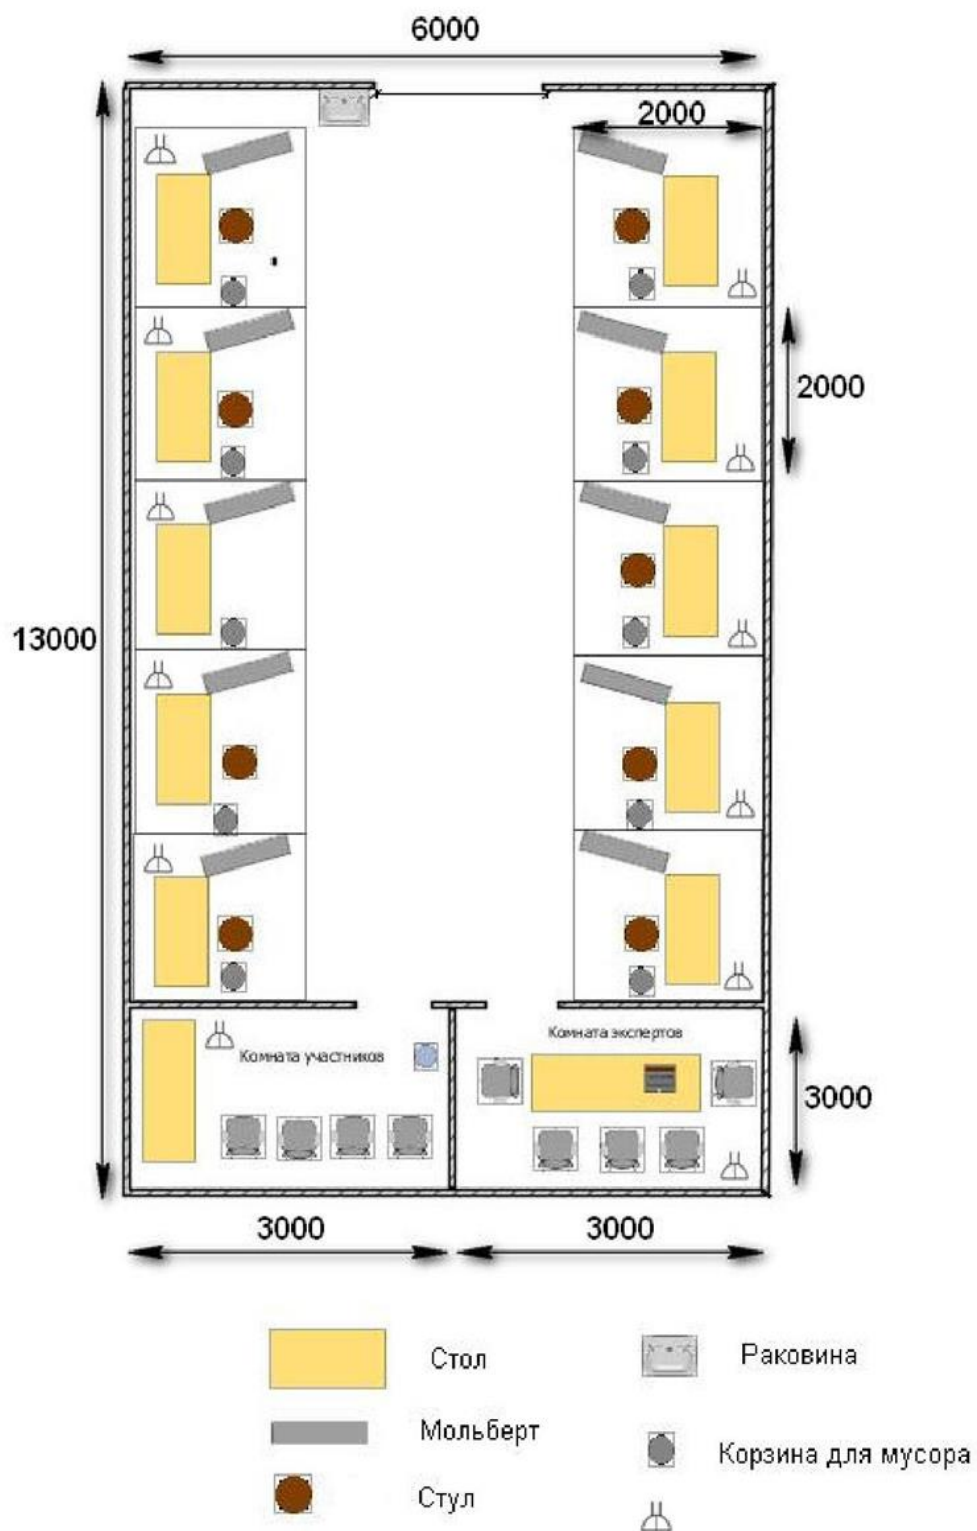 6000
2000
2000
13000
Комната участников
Комната экспертов
3000
3000
3000
Стол
Раковина
Мольберт
Корзина для мусора
Стул